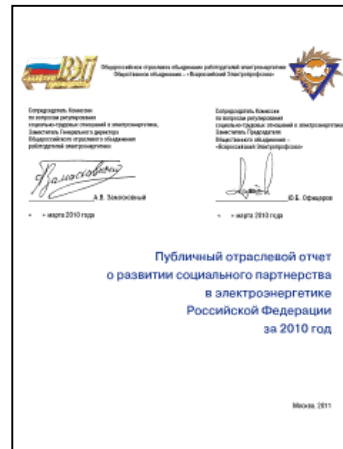 ВЭП
Общероссийское отраслевое объединение работодателей электроэнергетики
Общественное объединение – «Всероссийский Электропрофсоюз»
Сопредседатель Комиссии
по вопросам регулирования
социально-трудовых отношений в электроэнергетике,
Заместитель Генерального директора
Общероссийского отраслевого объединения
работодателей электроэнергетики
А.В. Замосковный
« » марта 2010 года
Сопредседатель Комиссии
по вопросам регулирования
социально-трудовых отношений в электроэнергетике,
Заместитель Председателя
Общественного объединения –
«Всероссийский Электропрофсоюз»
Ю.Б. Офицеров
« » марта 2010 года
Публичный отраслевой отчет
о развитии социального партнерства
в электроэнергетике
Российской Федерации
за 2010 год
Москва, 2011